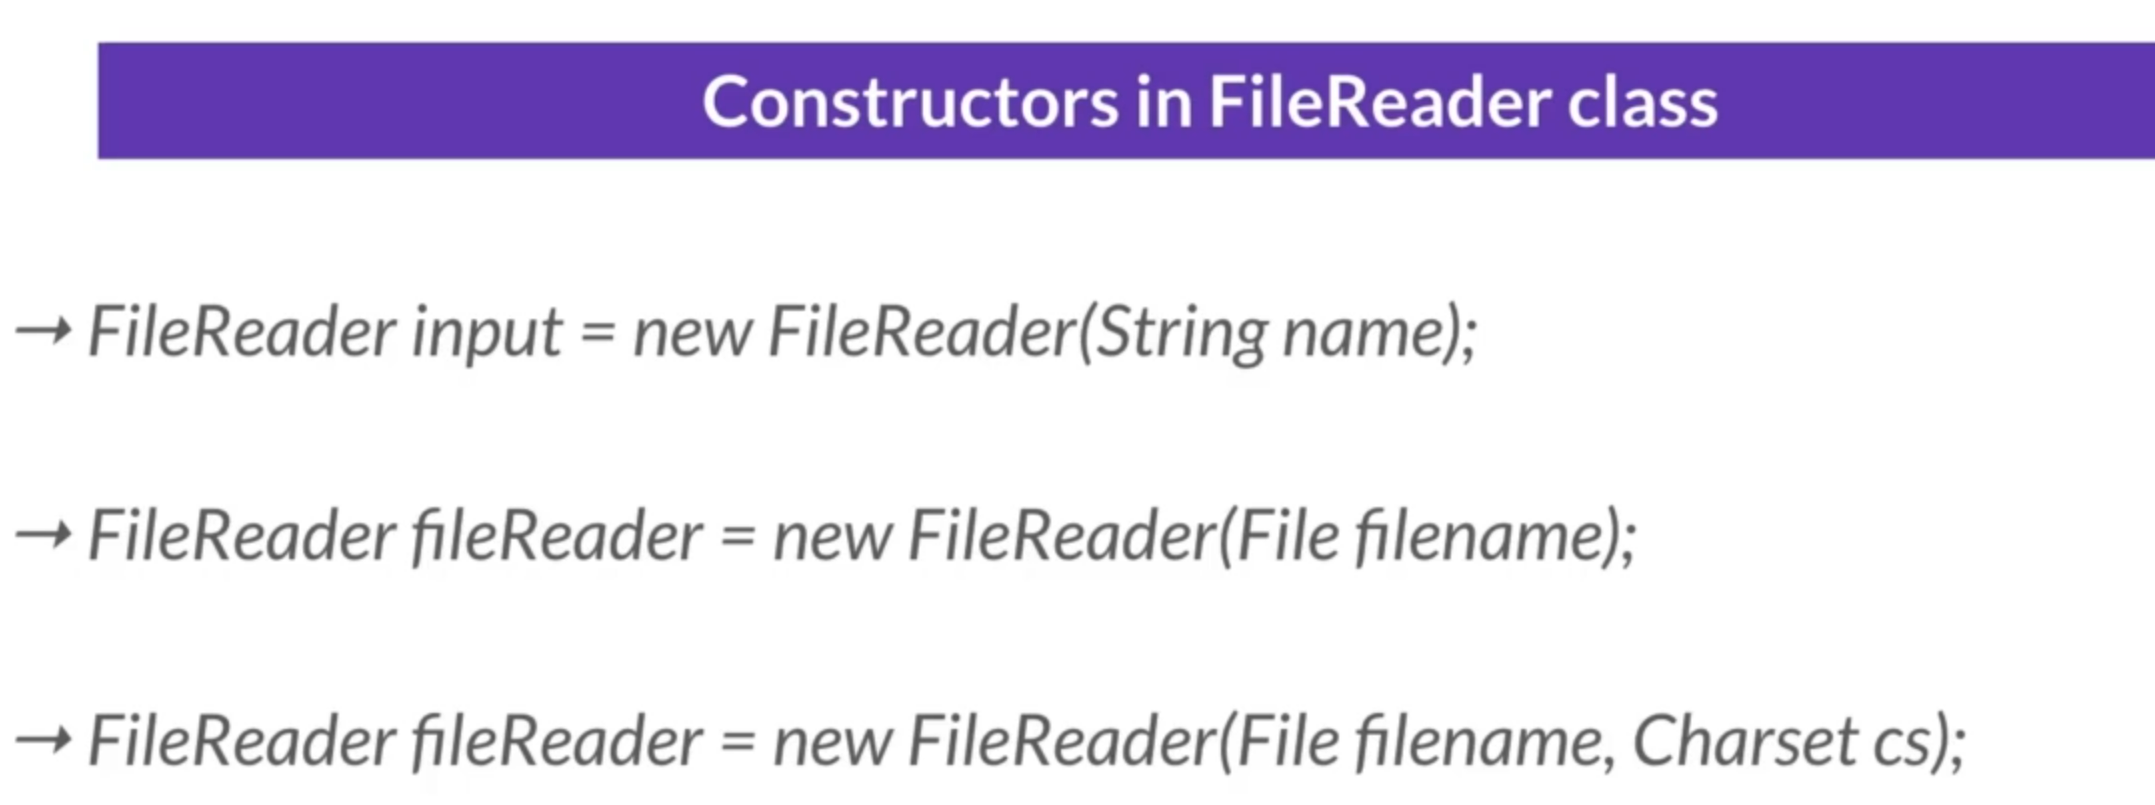 Constructors in FileReader class
→ FileReader input = new FileReader(String name);
→ FileReader fileReader = new FileReader(File filename);
→ FileReader fileReader = new FileReader(File filename, Charset cs);